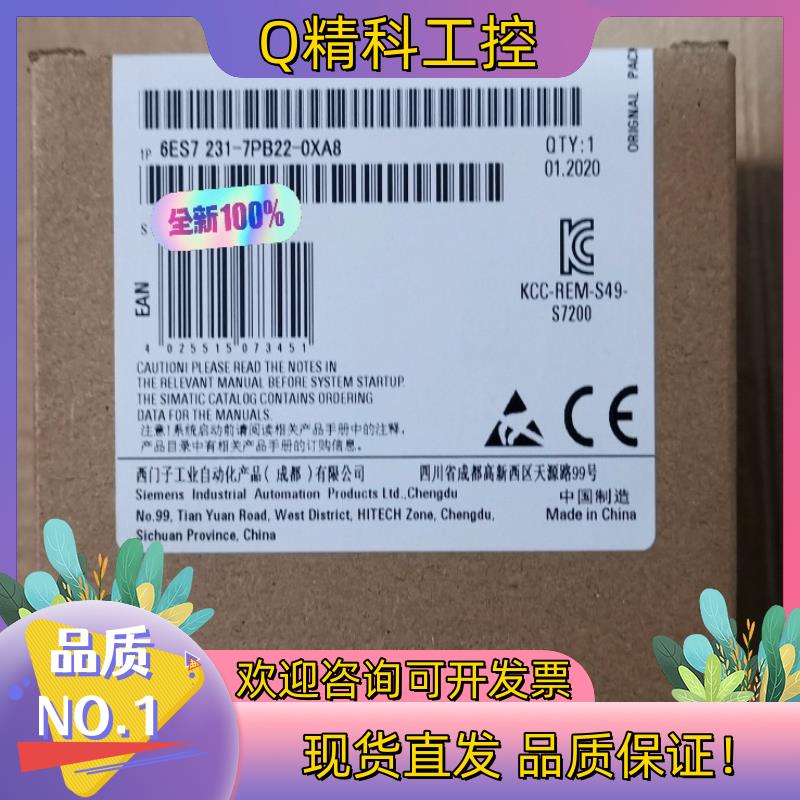 Q精科工控
ORIGINAL PACK
1P 6ES7 231-7PB22-0XA8
QTY:1
01.2020
S
全新100%
EAN
4 025515 073451
KCC-REM-S49-
S7200
CAUTION! PLEASE READ THE NOTES IN
THE RELEVANT MANUAL BEFORE SYSTEM STARTUP.
THE SIMATIC CATALOG CONTAINS ORDERING
DATA FOR THE MANUALS.
注意!系统启动前请阅读相关产品手册中的注释,
产品目录中有相关产品手册的订购信息。
CE
西门子工业自动化产品(成都)有限公司
四川省成都高新西区天源路99号
Siemens Industrial Automation Products Ltd.,Chengdu
No.99, Tian Yuan Road, West District, HITECH Zone, Chengdu,
Sichuan Province, China
中国制造
Made in China
品质
NO.1
欢迎咨询可开发票
现货直发 品质保证!